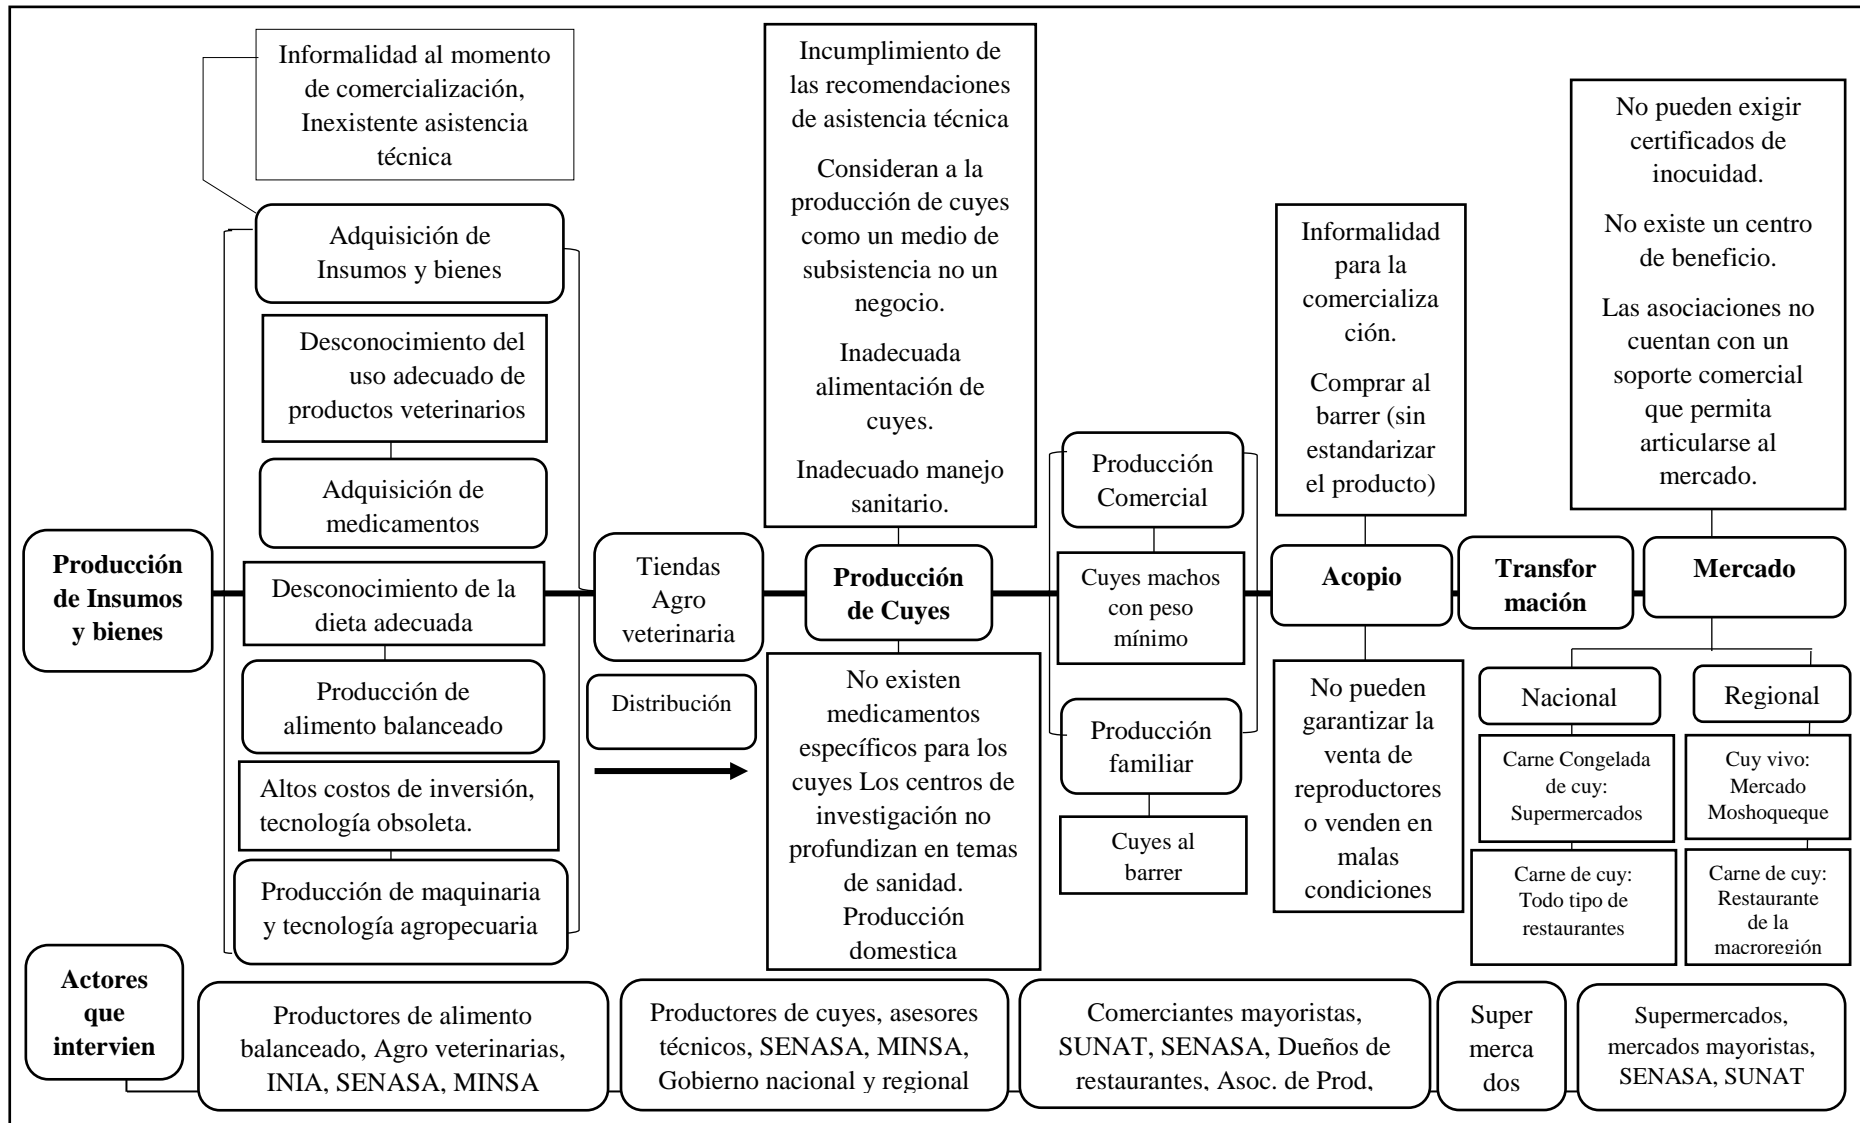 Informalidad al momento
de comercialización,
Inexistente asistencia
técnica
Adquisición de
Insumos y bienes
Desconocimiento del
uso adecuado de
productos veterinarios
Adquisición de
medicamentos
Producción
de Insumos
y bienes
Desconocimiento de la
dieta adecuada
Producción de
alimento balanceado
Altos costos de inversión,
tecnología obsoleta.
Producción de maquinaria
y tecnología agropecuaria
Tiendas
Agro
veterinaria
Distribución
Incumplimiento de
las recomendaciones
de asistencia técnica
Consideran a la
producción de cuyes
como un medio de
subsistencia no un
negocio.
Inadecuada
alimentación de
cuyes.
Inadecuado manejo
sanitario.
Producción
de Cuyes
No existen
medicamentos
específicos para los
cuyes Los centros de
investigación no
profundizan en temas
de sanidad.
Producción
domestica
Producción
Comercial
Cuyes machos
con peso
mínimo
Producción
familiar
Cuyes al
barrer
Informalidad
para la
comercializa
ción.
Comprar al
barrer (sin
estandarizar
el producto)
Acopio
No pueden
garantizar la
venta de
reproductores
o venden en
malas
condiciones
Transfor
mación
No pueden exigir
certificados de
inocuidad.
No existe un centro
de beneficio.
Las asociaciones no
cuentan con un
soporte comercial
que permita
articularse al
mercado.
Mercado
Nacional
Carne Congelada
de cuy:
Supermercados
Carne de cuy:
Todo tipo de
restaurantes
Regional
Cuy vivo:
Mercado
Moshoqueque
Carne de cuy:
Restaurante
de la
macroregión
Actores
que
intervien
Productores de alimento
balanceado, Agro veterinarias,
INIA, SENASA, MINSA
Productores de cuyes, asesores
técnicos, SENASA, MINSA,
Gobierno nacional y regional
Comerciantes mayoristas,
SUNAT, SENASA, Dueños de
restaurantes, Asoc. de Prod,
Super
merca
dos
Supermercados,
mercados mayoristas,
SENASA, SUNAT